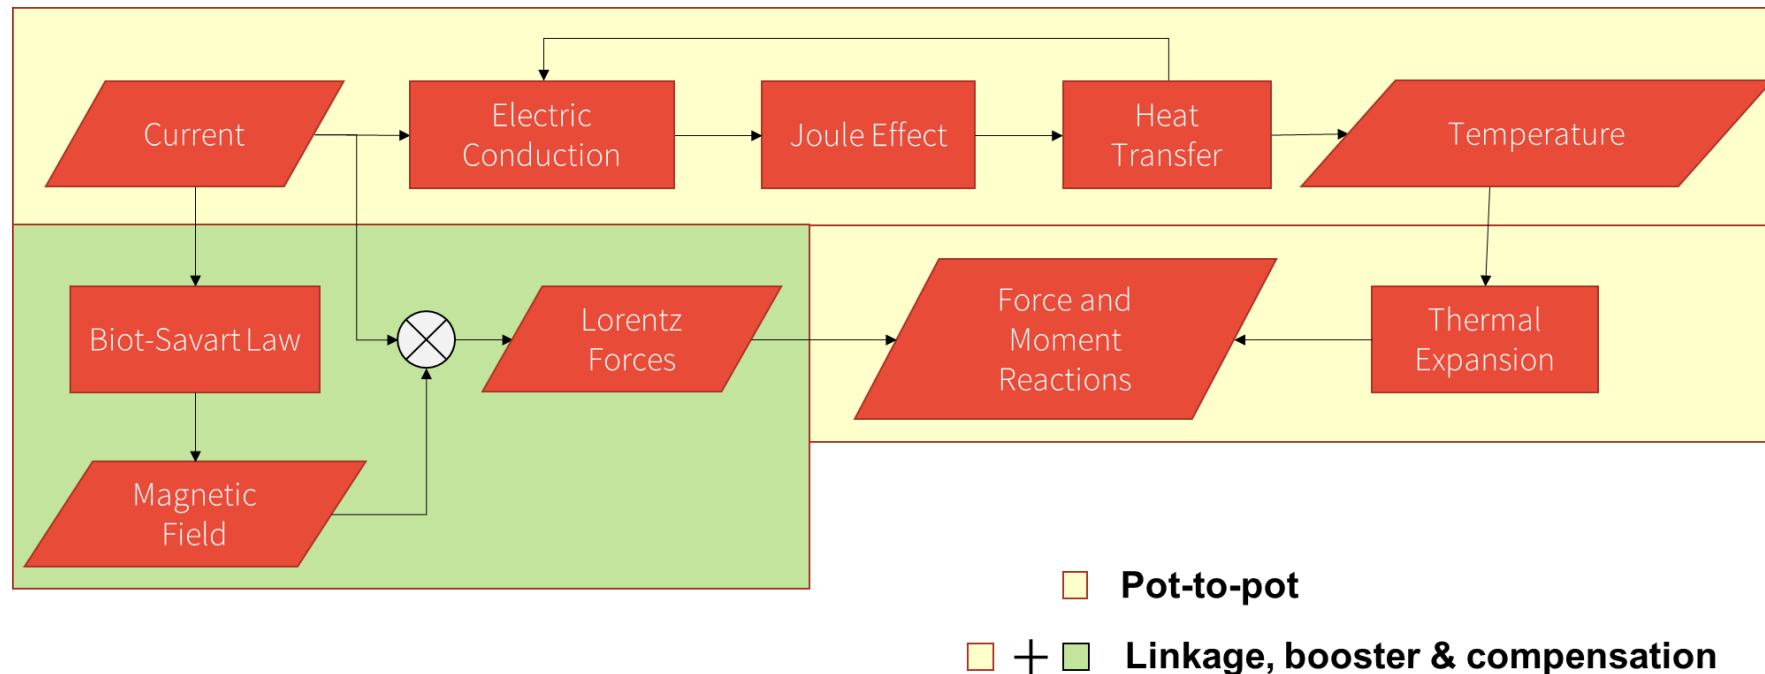 Current
Electric
Conduction
Joule Effect
Heat
Transfer
Temperature
Biot-Savart Law
Lorentz
Forces
Force and
Moment
Reactions
Thermal
Expansion
Magnetic
Field
Pot-to-pot
Linkage, booster & compensation